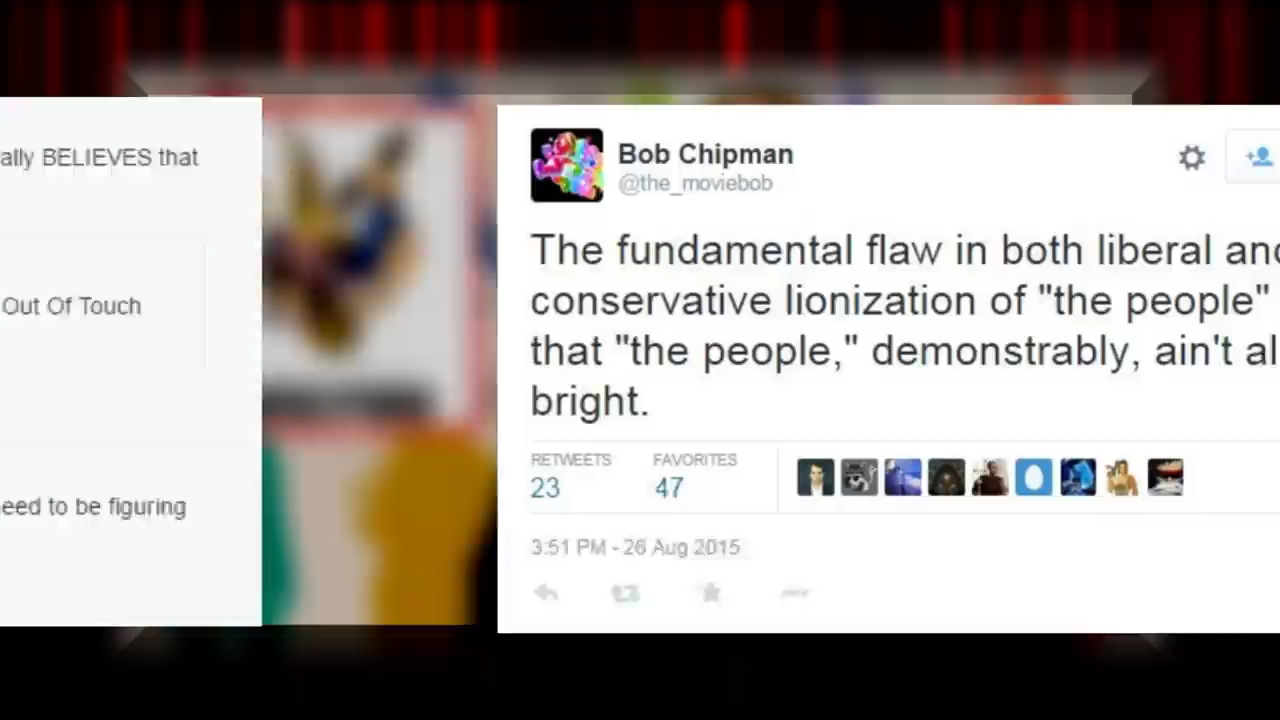 ally BELIEVES that
Out Of Touch
eed to be figuring
Bob Chipman
@the_moviebob
The fundamental flaw in both liberal and
conservative lionization of "the people"
that "the people," demonstrably, ain't al
bright.
RETWEETS FAVORITES
23 47
3:51 PM - 26 Aug 2015